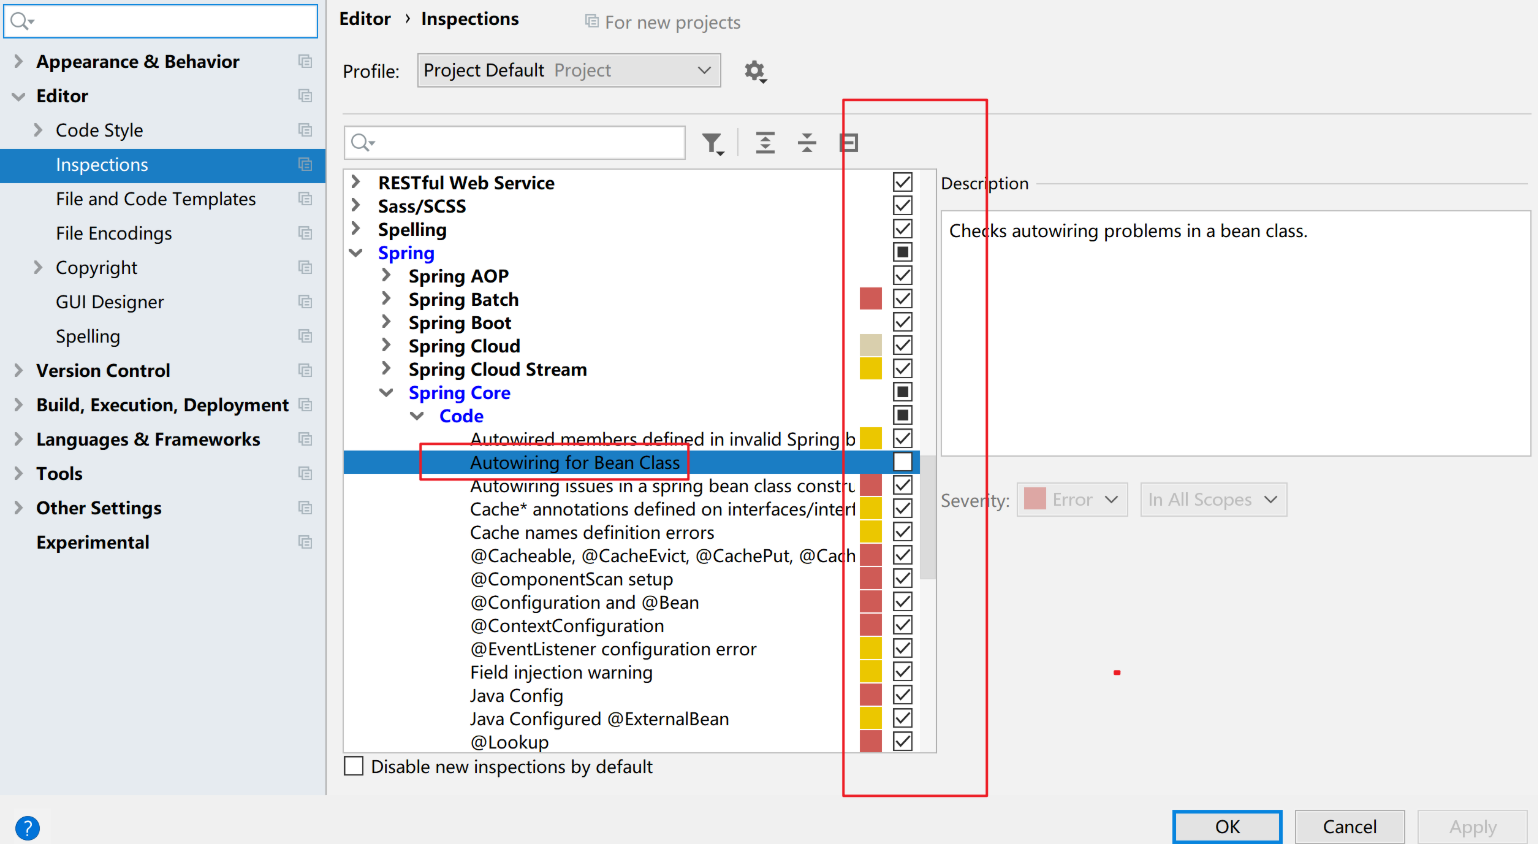 Editor › Inspections
For new projects
Appearance & Behavior
Editor
Code Style
Inspections
File and Code Templates
File Encodings
Copyright
GUI Designer
Spelling
Version Control
Build, Execution, Deployment
Languages & Frameworks
Tools
Other Settings
Experimental
?
Profile: Project Default Project
RESTful Web Service
Sass/SCSS
Spelling
Spring
Spring AOP
Spring Batch
Spring Boot
Spring Cloud
Spring Cloud Stream
Spring Core
Code
Autowired members defined in invalid Spring b
Autowiring for Bean Class
Autowiring issues in a spring bean class constru
Cache* annotations defined on interfaces/interf
Cache names definition errors
@Cacheable, @CacheEvict, @CachePut, @Cach
@ComponentScan setup
@Configuration and @Bean
@ContextConfiguration
@EventListener configuration error
Field injection warning
Java Config
Java Configured @ExternalBean
@Lookup
Disable new inspections by default
Description
Checks autowiring problems in a bean class.
Severity: Error In All Scopes
OK Cancel Apply